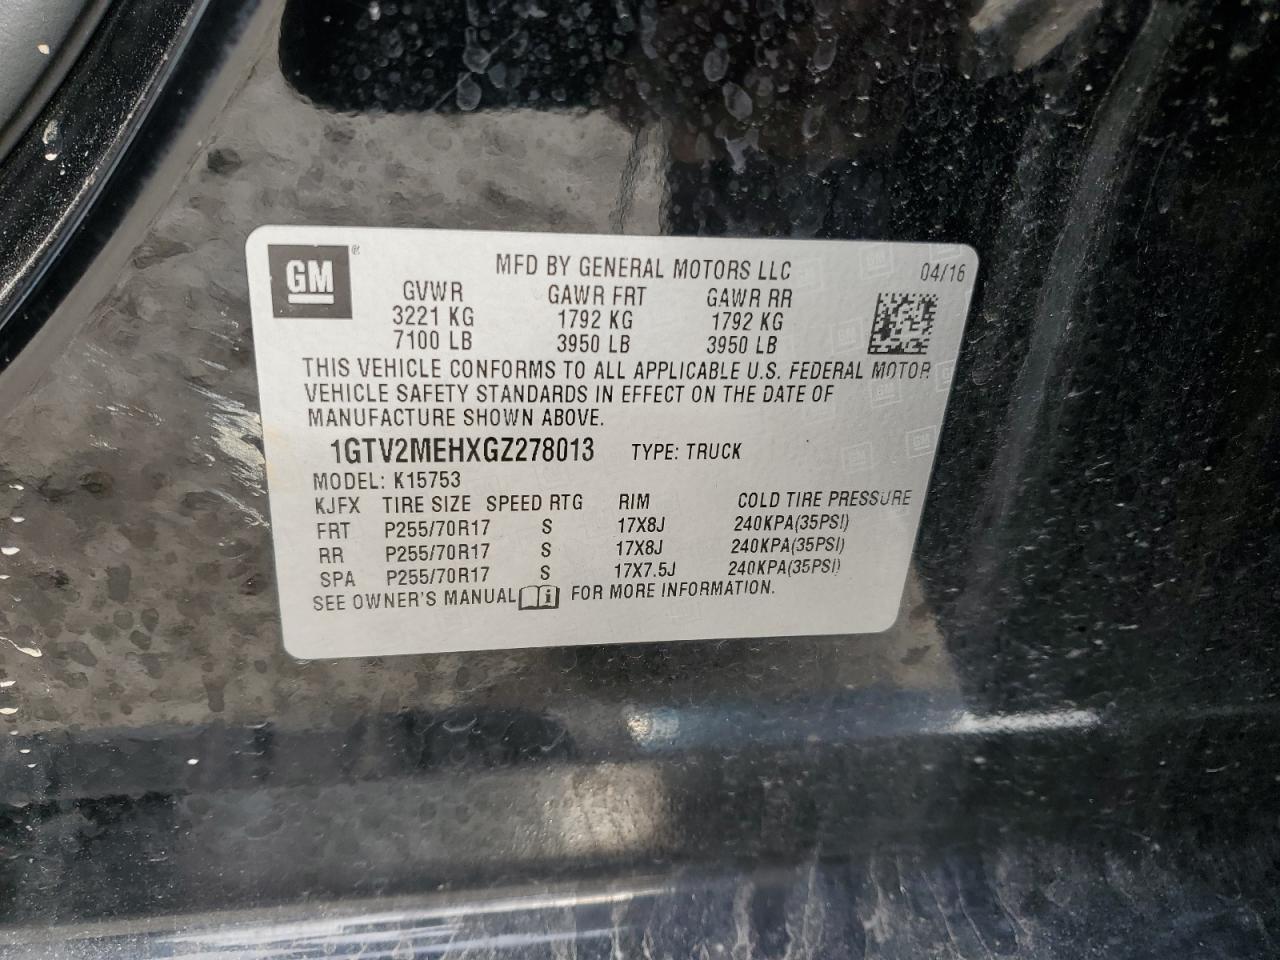 GM ®
MFD BY GENERAL MOTORS LLC 04/16
GVWR GAWR FRT GAWR RR
3221 KG 1792 KG 1792 KG
7100 LB 3950 LB 3950 LB
THIS VEHICLE CONFORMS TO ALL APPLICABLE U.S. FEDERAL MOTOR
VEHICLE SAFETY STANDARDS IN EFFECT ON THE DATE OF
MANUFACTURE SHOWN ABOVE.
1GTV2MEHXGZ278013 TYPE: TRUCK
MODEL: K15753
KJFX TIRE SIZE SPEED RTG RIM COLD TIRE PRESSURE
FRT P255/70R17 S 17X8J 240KPA(35PSI)
RR P255/70R17 S 17X8J 240KPA(35PSI)
SPA P255/70R17 S 17X7.5J 240KPA(35PSI)
SEE OWNER'S MANUAL i FOR MORE INFORMATION.